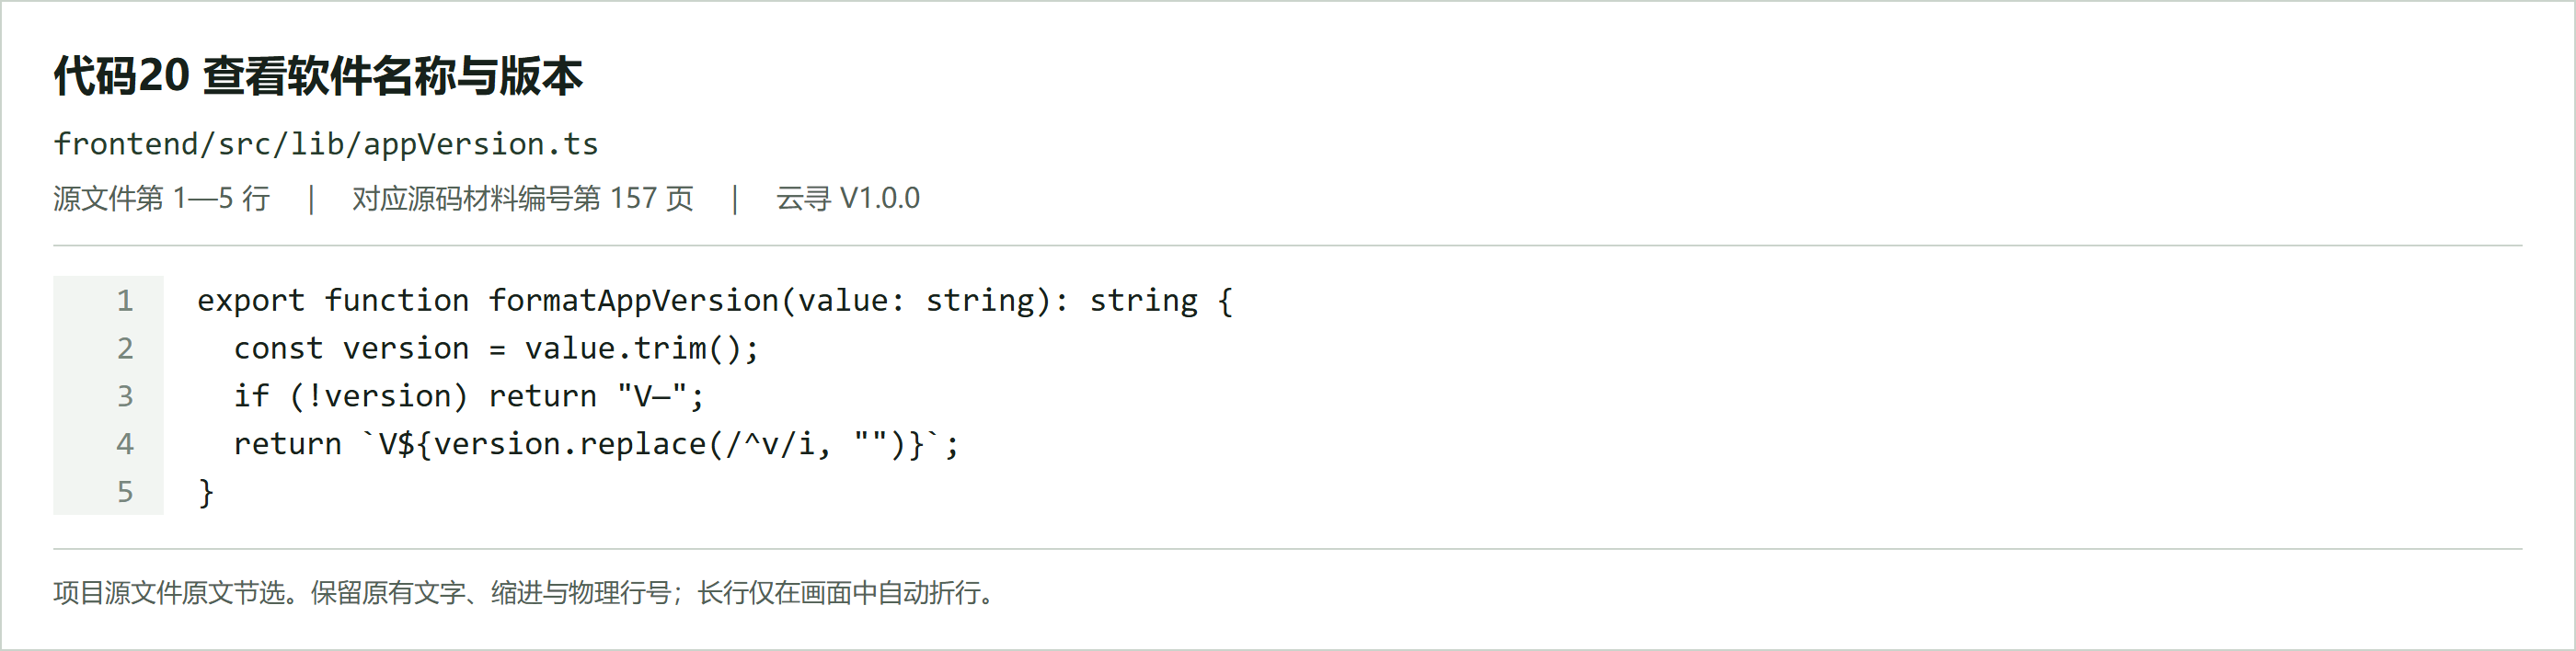 代码20 查看软件名称与版本
frontend/src/lib/appVersion.ts
源文件第 1—5 行 | 对应源码材料编号第 157 页 | 云寻 V1.0.0
1 export function formatAppVersion(value: string): string {
2   const version = value.trim();
3   if (!version) return "V—";
4   return `V${version.replace(/^v/i, "")}`;
5 }
项目源文件原文节选。保留原有文字、缩进与物理行号；长行仅在画面中自动折行。